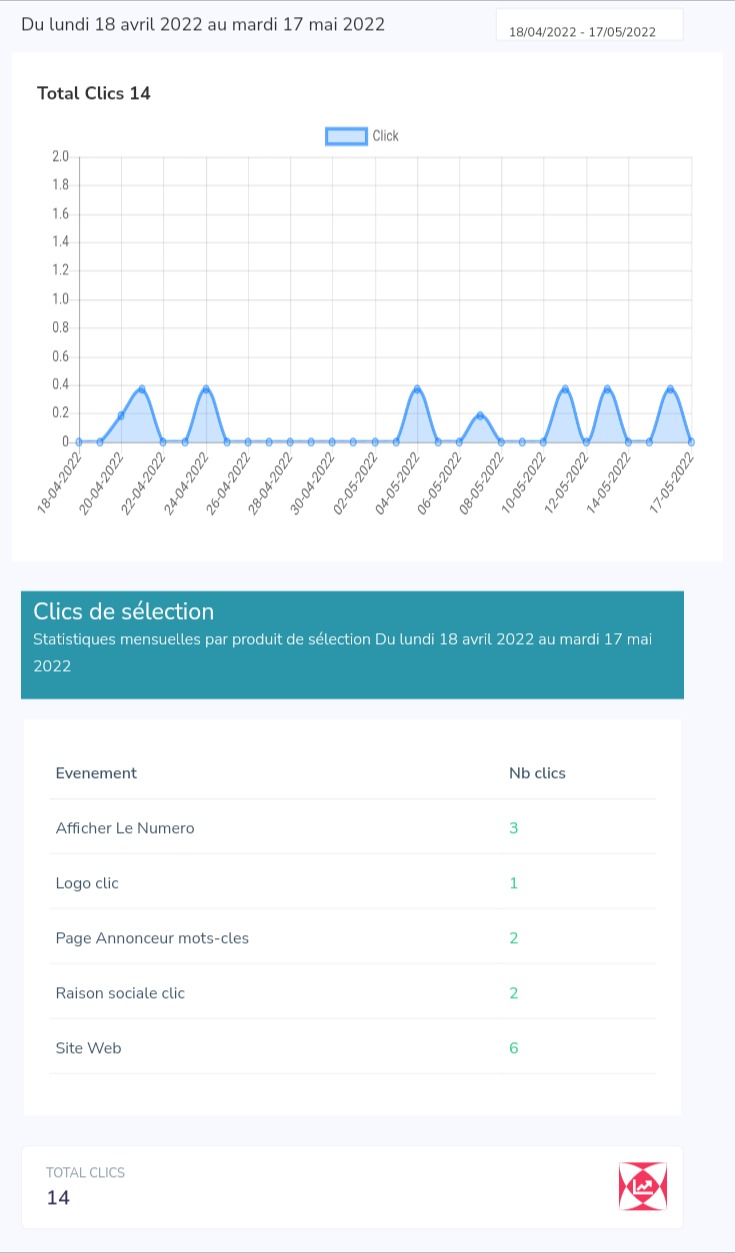 Du lundi 18 avril 2022 au mardi 17 mai 2022
18/04/2022 - 17/05/2022
Total Clics 14
Click
2.0
1.8
1.6
1.4
1.2
1.0
0.8
0.6
0.4
0.2
0
18-04-2022
20-04-2022
22-04-2022
24-04-2022
26-04-2022
28-04-2022
30-04-2022
02-05-2022
04-05-2022
06-05-2022
08-05-2022
10-05-2022
12-05-2022
14-05-2022
17-05-2022
Clics de sélection
Statistiques mensuelles par produit de sélection Du lundi 18 avril 2022 au mardi 17 mai
2022
Evenement Nb clics
Afficher Le Numero 3
Logo clic 1
Page Annonceur mots-cles 2
Raison sociale clic 2
Site Web 6
TOTAL CLICS
14